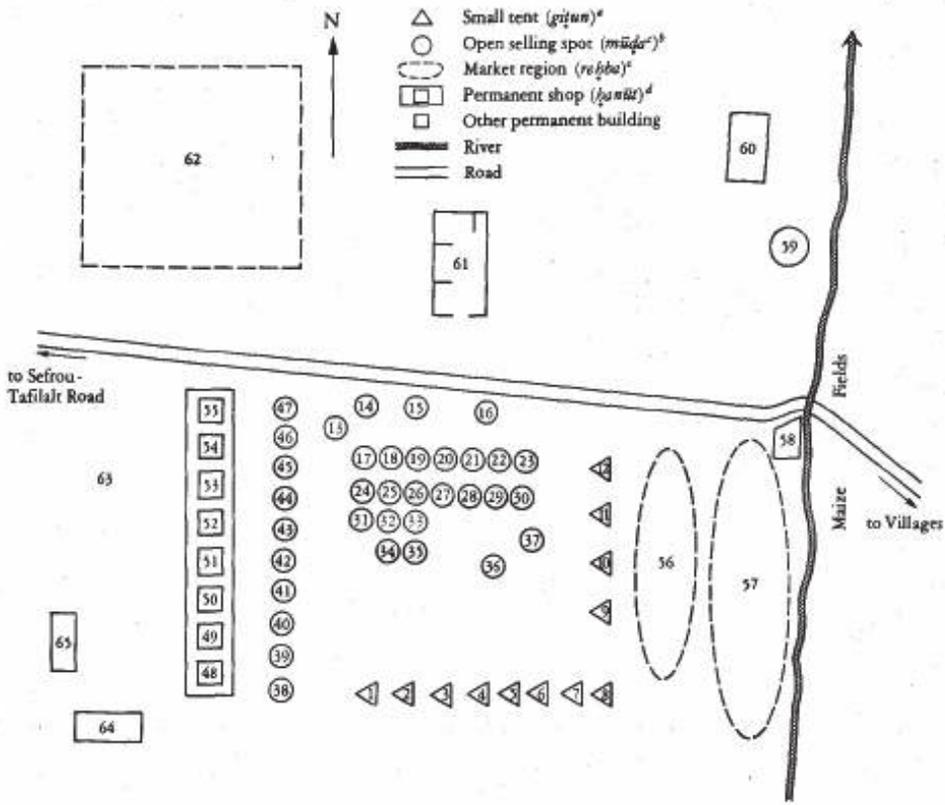 N
Small tent (giṭun)ᵃ
Open selling spot (mūḍaᶜ)ᵇ
Market region (reḥba)ᶜ
Permanent shop (ḥanūt)ᵈ
Other permanent building
River
Road
62
60
59
61
to Sefrou-
Tafilalt Road
Fields
Maize
to Villages
55 47 14 15 16
46 13 58
54 45 17 18 19 20 21 22 23 12
63 53 44 24 25 26 27 28 29 30
52 43 31 32 33 11
51 42 34 35 36 37 10 56 57
50 41 9
65 49 40
48 39
38 1 2 3 4 5 6 7 8
64